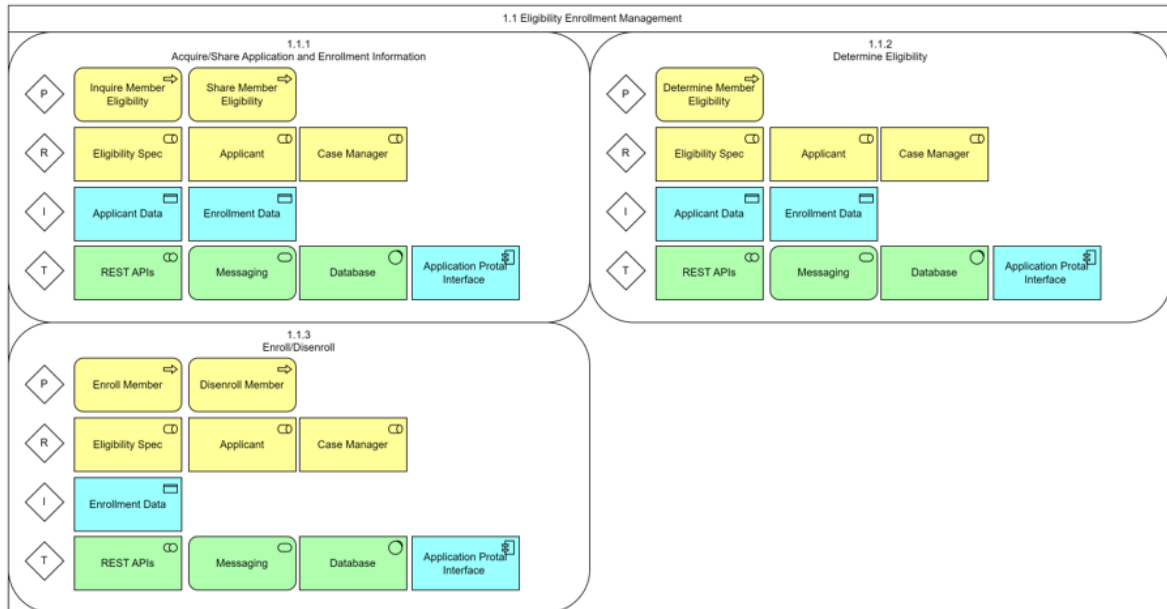 1.1 Eligibility Enrollment Management
1.1.1
Acquire/Share Application and Enrollment Information
P
Inquire Member
Eligibility
Share Member
Eligibility
R
Eligibility Spec
Applicant
Case Manager
I
Applicant Data
Enrollment Data
T
REST APIs
Messaging
Database
Application Protal
Interface
1.1.2
Determine Eligibility
P
Determine Member
Eligibility
R
Eligibility Spec
Applicant
Case Manager
I
Applicant Data
Enrollment Data
T
REST APIs
Messaging
Database
Application Protal
Interface
1.1.3
Enroll/Disenroll
P
Enroll Member
Disenroll Member
R
Eligibility Spec
Applicant
Case Manager
I
Enrollment Data
T
REST APIs
Messaging
Database
Application Protal
Interface